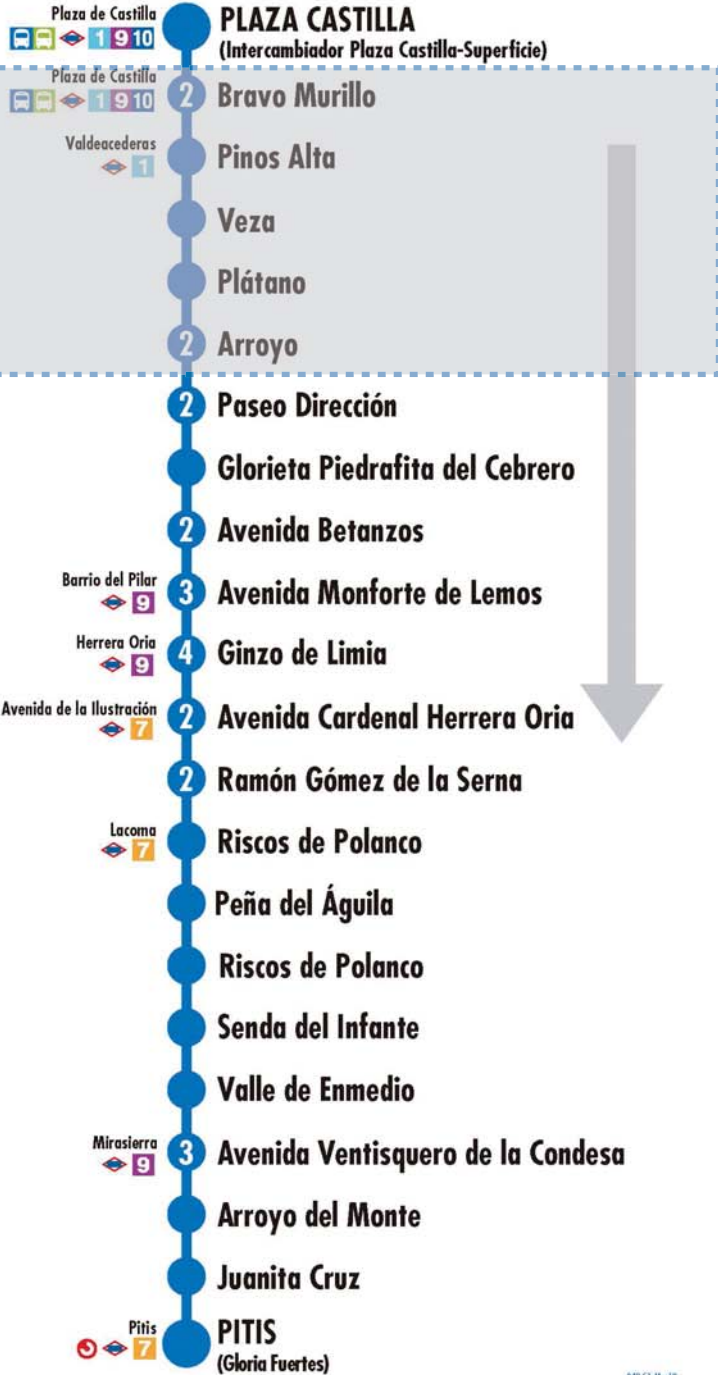 Plaza de Castilla
1 9 10
PLAZA CASTILLA
(Intercambiador Plaza Castilla-Superficie)
Plaza de Castilla
1 9 10
2 Bravo Murillo
Valdeacederas
1
Pinos Alta
Veza
Plátano
2 Arroyo
2 Paseo Dirección
Glorieta Piedrafita del Cebrero
2 Avenida Betanzos
Barrio del Pilar
9
3 Avenida Monforte de Lemos
Herrera Oria
9
4 Ginzo de Limia
Avenida de la Ilustración
7
2 Avenida Cardenal Herrera Oria
2 Ramón Gómez de la Serna
Lacoma
7
Riscos de Polanco
Peña del Águila
Riscos de Polanco
Senda del Infante
Valle de Enmedio
Mirasierra
9
3 Avenida Ventisquero de la Condesa
Arroyo del Monte
Juanita Cruz
Pitis
7
PITIS
(Gloria Fuertes)